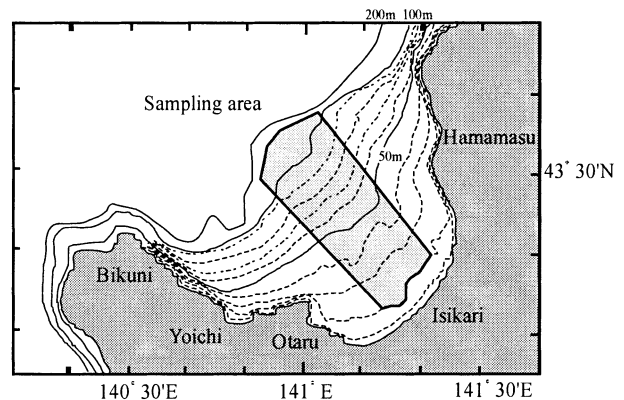 200m 100m
Sampling area
Hamamasu
50m
43° 30'N
Bikuni
Isikari
Yoichi
Otaru
140° 30'E
141° E
141° 30'E